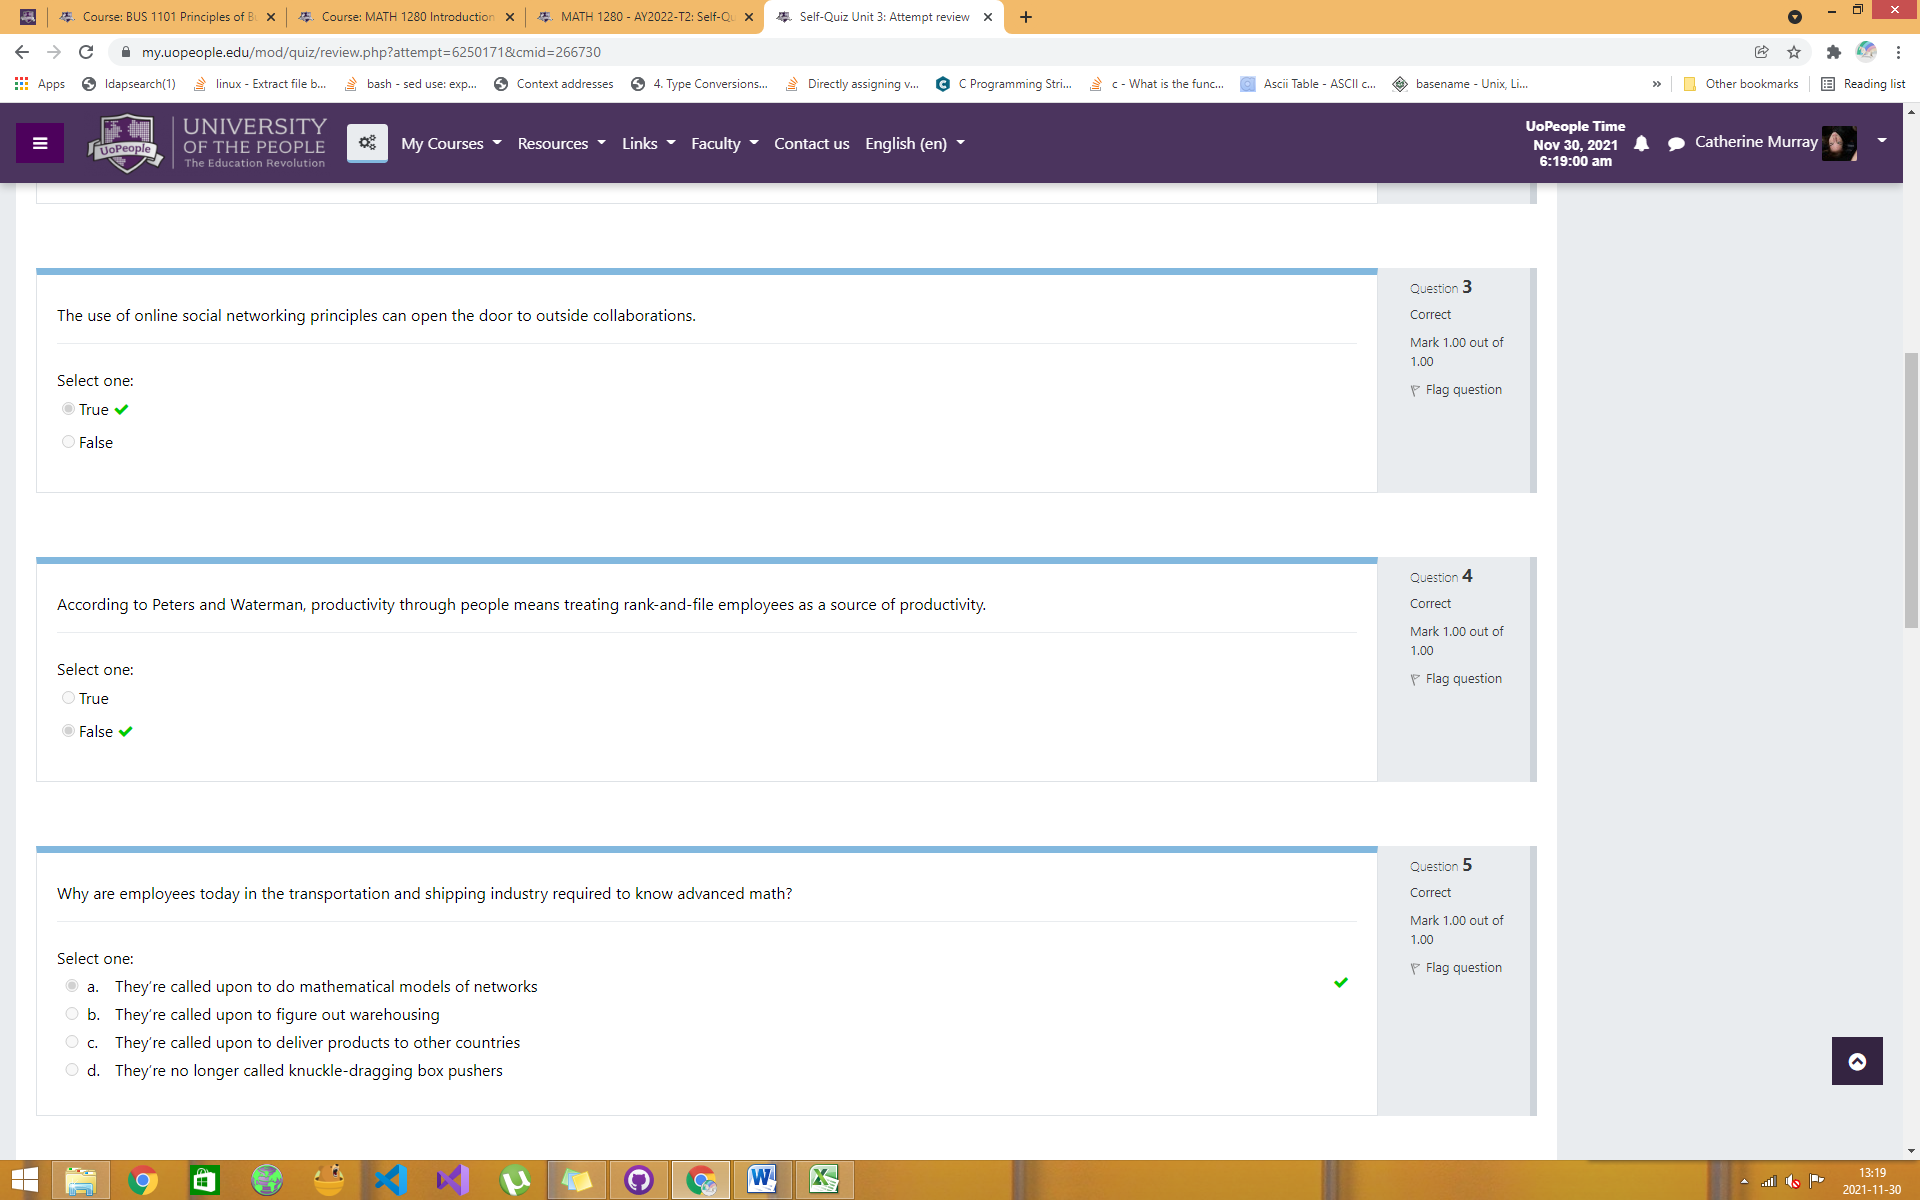 Course: BUS 1101 Principles of B
Course: MATH 1280 Introduction
MATH 1280 - AY2022-T2: Self-Qu
Self-Quiz Unit 3: Attempt review
my.uopeople.edu/mod/quiz/review.php?attempt=6250171&cmid=266730
Apps
ldapsearch(1)
linux - Extract file b...
bash - sed use: exp...
Context addresses
4. Type Conversions...
Directly assigning v...
C Programming Stri...
c - What is the func...
Ascii Table - ASCII c...
basename - Unix, Li...
»
Other bookmarks
Reading list
UoPeople
UNIVERSITY
OF THE PEOPLE
The Education Revolution
My Courses
Resources
Links
Faculty
Contact us
English (en)
UoPeople Time
Nov 30, 2021
6:19:00 am
Catherine Murray
The use of online social networking principles can open the door to outside collaborations.
Select one:
True
False
Question 3
Correct
Mark 1.00 out of
1.00
Flag question
According to Peters and Waterman, productivity through people means treating rank-and-file employees as a source of productivity.
Select one:
True
False
Question 4
Correct
Mark 1.00 out of
1.00
Flag question
Why are employees today in the transportation and shipping industry required to know advanced math?
Select one:
a. They're called upon to do mathematical models of networks
b. They're called upon to figure out warehousing
c. They're called upon to deliver products to other countries
d. They're no longer called knuckle-dragging box pushers
Question 5
Correct
Mark 1.00 out of
1.00
Flag question
13:19
2021-11-30